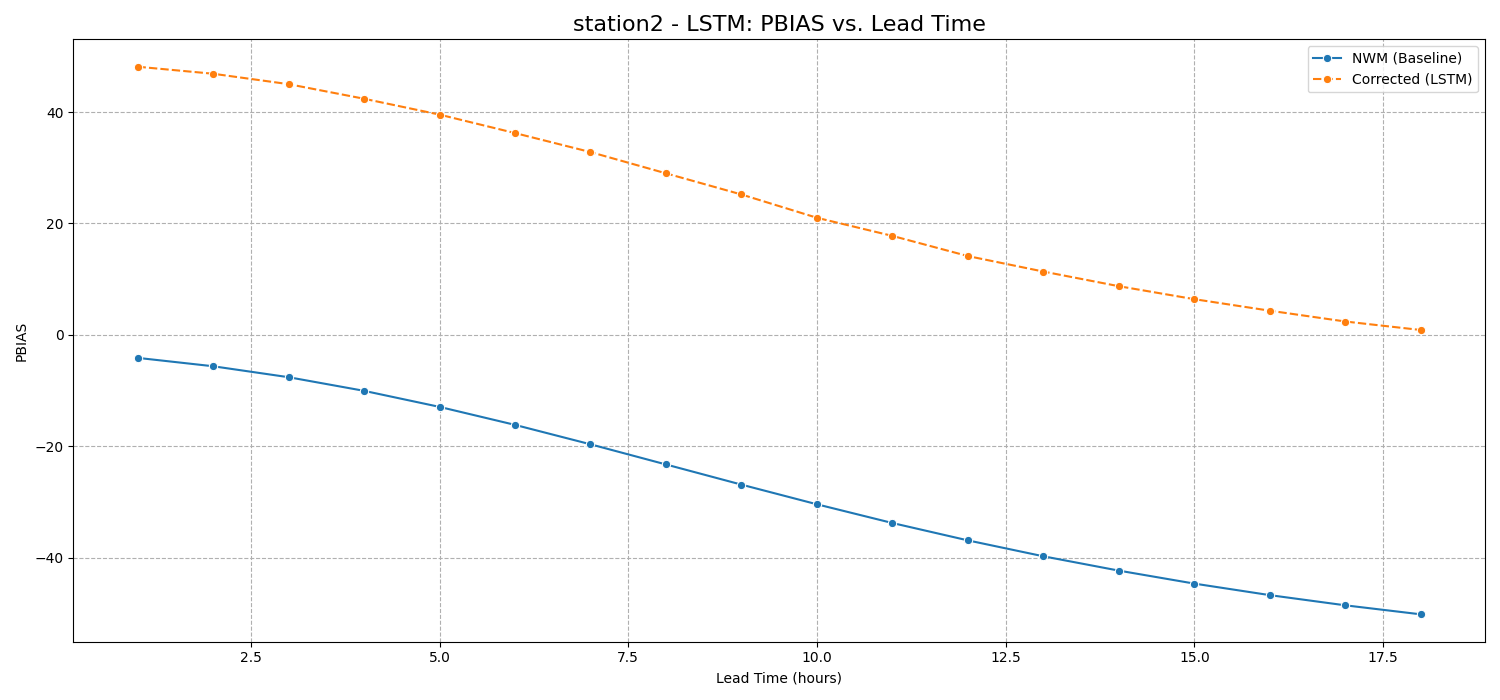 station2 - LSTM: PBIAS vs. Lead Time
NWM (Baseline)
Corrected (LSTM)
PBIAS
40
20
0
−20
−40
2.5 5.0 7.5 10.0 12.5 15.0 17.5
Lead Time (hours)